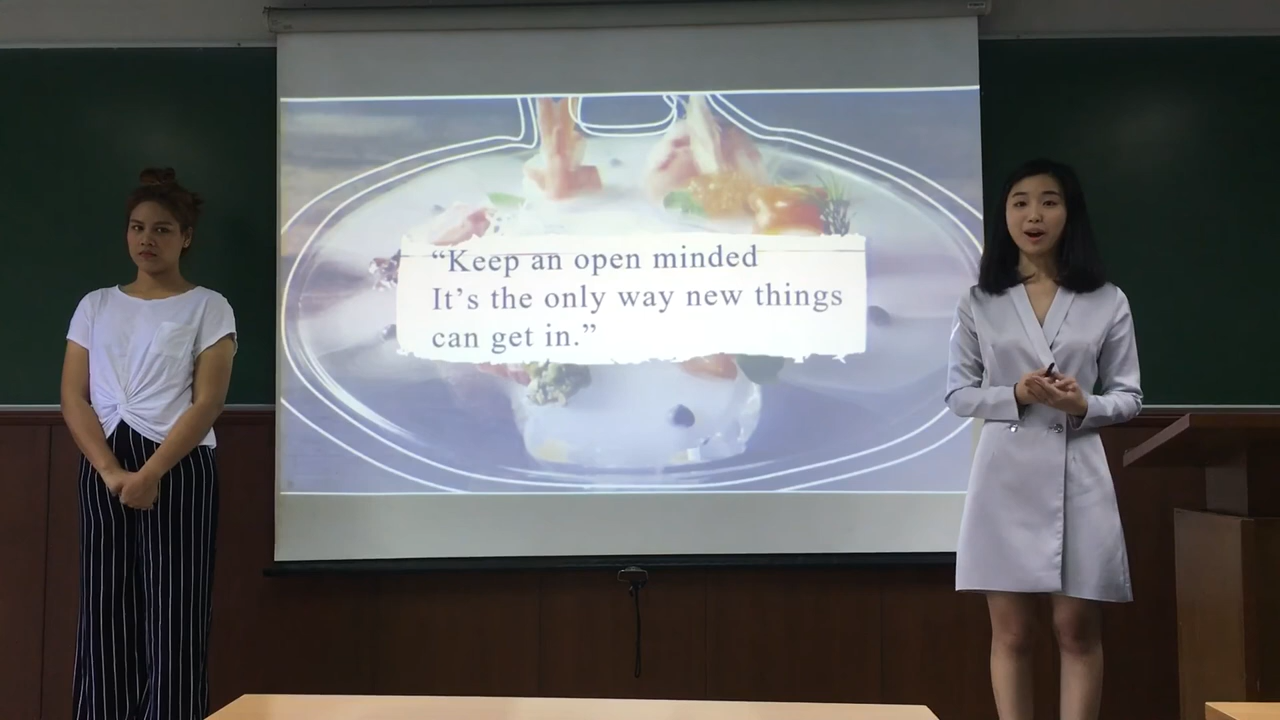 “Keep an open minded
It’s the only way new things
can get in.”